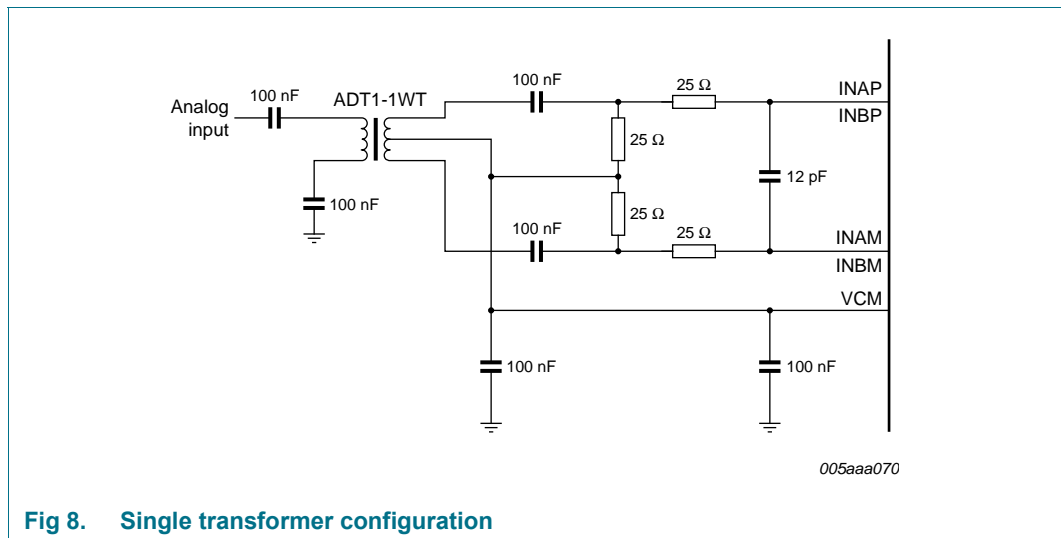 100 nF
ADT1-1WT
100 nF
25 Ω
INAP
INBP
Analog
input
100 nF
25 Ω
25 Ω
12 pF
100 nF
25 Ω
INAM
INBM
VCM
100 nF
100 nF
005aaa070
Fig 8. Single transformer configuration